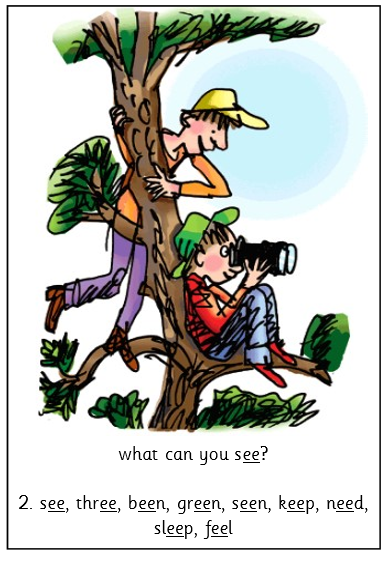 what can you see?
2. see, three, been, green, seen, keep, need,
sleep, feel